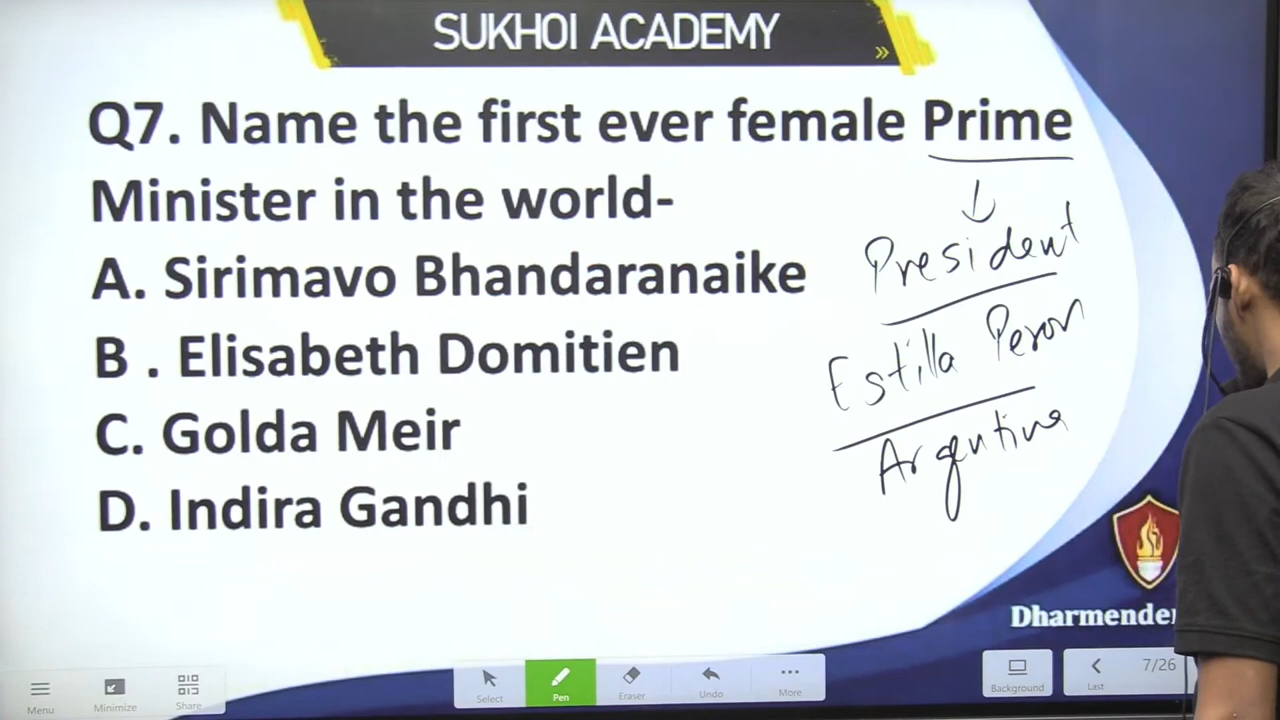 SUKHOI ACADEMY
»
Q7. Name the first ever female Prime
Minister in the world-
A. Sirimavo Bhandaranaike
B . Elisabeth Domitien
C. Golda Meir
D. Indira Gandhi
President
Estilla Peron
Argentina
Dharmender
Menu
Minimize
Share
Select
Pen
Eraser
Undo
More
Background
Last
7/26